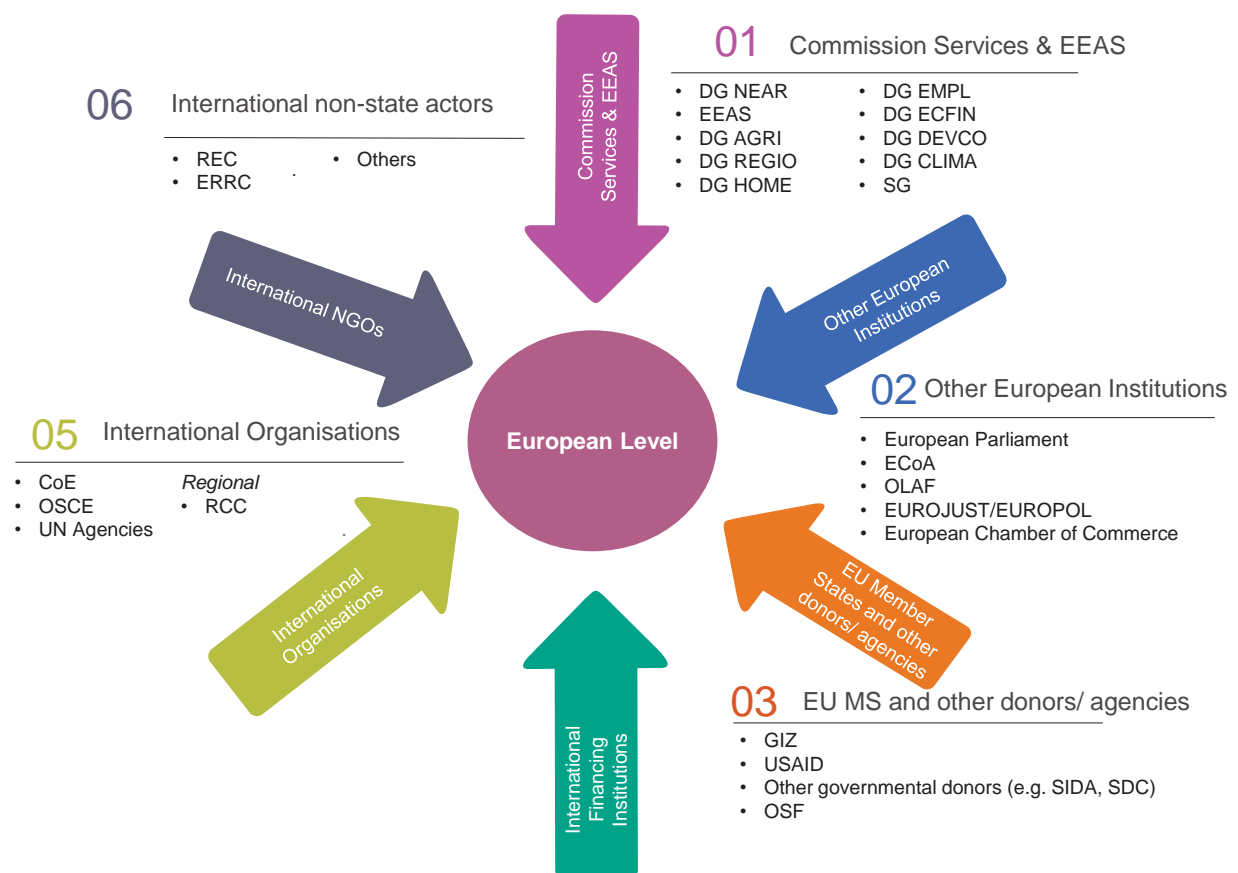 01 Commission Services & EEAS
• DG NEAR
• EEAS
• DG AGRI
• DG REGIO
• DG HOME
• DG EMPL
• DG ECFIN
• DG DEVCO
• DG CLIMA
• SG
Commission
Services & EEAS
06 International non-state actors
• REC
• ERRC
• Others
.
International NGOs
Other European
Institutions
02 Other European Institutions
• European Parliament
• ECoA
• OLAF
• EUROJUST/EUROPOL
• European Chamber of Commerce
European Level
05 International Organisations
• CoE
• OSCE
• UN Agencies
Regional
• RCC
.
International
Organisations
EU Member
States and other
donors/ agencies
03 EU MS and other donors/ agencies
• GIZ
• USAID
• Other governmental donors (e.g. SIDA, SDC)
• OSF
International
Financing
Institutions